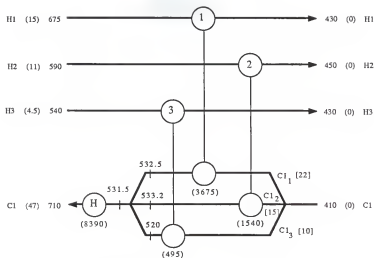 H1 (15) 675 1 430 (0) H1
H2 (11) 590 2 450 (0) H2
H3 (4.5) 540 3 430 (0) H3
532.5
C1₁ [22]
(3675)
531.5
533.2 C1₂
C1 (47) 710 H 410 (0) C1
[15]
(8390) (1540)
520
C1₃ [10]
(495)